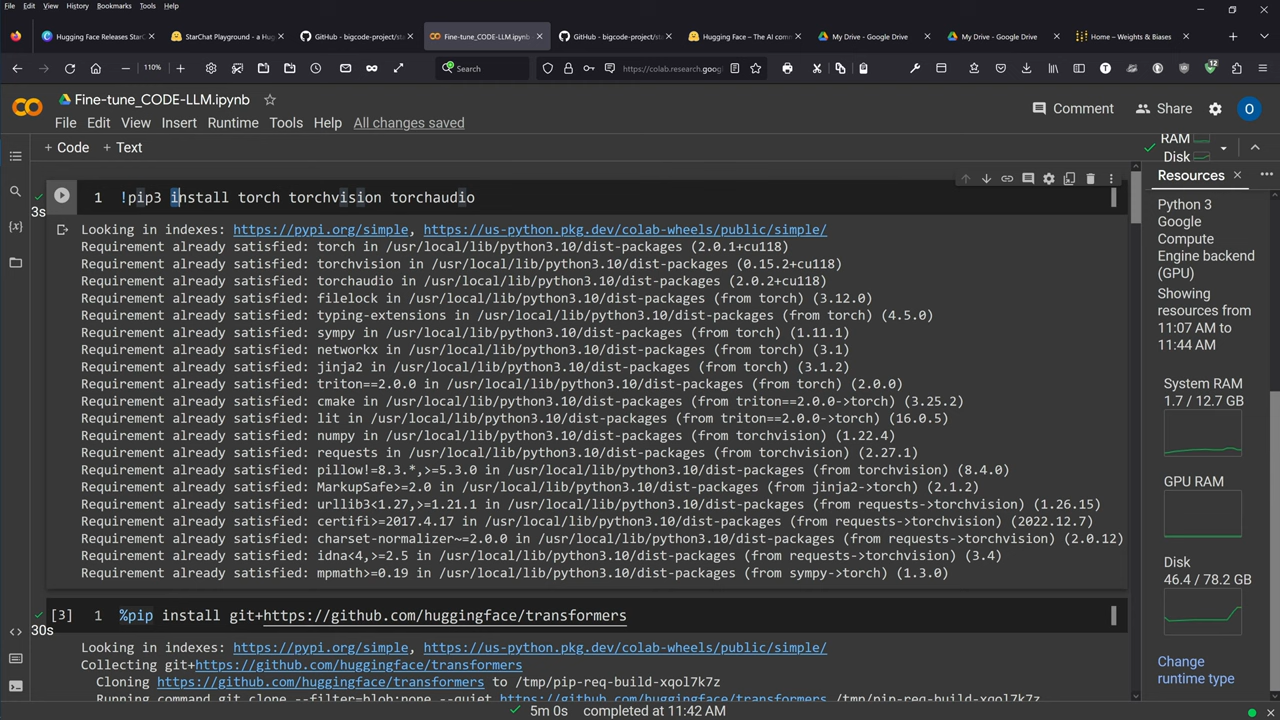 File Edit View History Bookmarks Tools Help
Hugging Face Releases StarC
StarChat Playground - a Hug
GitHub - bigcode-project/sta
Fine-tune_CODE-LLM.ipynb
GitHub - bigcode-project/sta
Hugging Face – The AI com
My Drive - Google Drive
My Drive - Google Drive
Home – Weights & Biases
110%
Search
https://colab.research.goog
12
Fine-tune_CODE-LLM.ipynb
Comment
Share
O
File Edit View Insert Runtime Tools Help All changes saved
+ Code + Text
RAM
Disk
Resources
1 !pip3 install torch torchvision torchaudio
3s
Looking in indexes: https://pypi.org/simple, https://us-python.pkg.dev/colab-wheels/public/simple/
Requirement already satisfied: torch in /usr/local/lib/python3.10/dist-packages (2.0.1+cu118)
Requirement already satisfied: torchvision in /usr/local/lib/python3.10/dist-packages (0.15.2+cu118)
Requirement already satisfied: torchaudio in /usr/local/lib/python3.10/dist-packages (2.0.2+cu118)
Requirement already satisfied: filelock in /usr/local/lib/python3.10/dist-packages (from torch) (3.12.0)
Requirement already satisfied: typing-extensions in /usr/local/lib/python3.10/dist-packages (from torch) (4.5.0)
Requirement already satisfied: sympy in /usr/local/lib/python3.10/dist-packages (from torch) (1.11.1)
Requirement already satisfied: networkx in /usr/local/lib/python3.10/dist-packages (from torch) (3.1)
Requirement already satisfied: jinja2 in /usr/local/lib/python3.10/dist-packages (from torch) (3.1.2)
Requirement already satisfied: triton==2.0.0 in /usr/local/lib/python3.10/dist-packages (from torch) (2.0.0)
Requirement already satisfied: cmake in /usr/local/lib/python3.10/dist-packages (from triton==2.0.0->torch) (3.25.2)
Requirement already satisfied: lit in /usr/local/lib/python3.10/dist-packages (from triton==2.0.0->torch) (16.0.5)
Requirement already satisfied: numpy in /usr/local/lib/python3.10/dist-packages (from torchvision) (1.22.4)
Requirement already satisfied: requests in /usr/local/lib/python3.10/dist-packages (from torchvision) (2.27.1)
Requirement already satisfied: pillow!=8.3.*,>=5.3.0 in /usr/local/lib/python3.10/dist-packages (from torchvision) (8.4.0)
Requirement already satisfied: MarkupSafe>=2.0 in /usr/local/lib/python3.10/dist-packages (from jinja2->torch) (2.1.2)
Requirement already satisfied: urllib3<1.27,>=1.21.1 in /usr/local/lib/python3.10/dist-packages (from requests->torchvision) (1.26.15)
Requirement already satisfied: certifi>=2017.4.17 in /usr/local/lib/python3.10/dist-packages (from requests->torchvision) (2022.12.7)
Requirement already satisfied: charset-normalizer~=2.0.0 in /usr/local/lib/python3.10/dist-packages (from requests->torchvision) (2.0.12)
Requirement already satisfied: idna<4,>=2.5 in /usr/local/lib/python3.10/dist-packages (from requests->torchvision) (3.4)
Requirement already satisfied: mpmath>=0.19 in /usr/local/lib/python3.10/dist-packages (from sympy->torch) (1.3.0)
[3] 1 %pip install git+https://github.com/huggingface/transformers
30s
Looking in indexes: https://pypi.org/simple, https://us-python.pkg.dev/colab-wheels/public/simple/
Collecting git+https://github.com/huggingface/transformers
Cloning https://github.com/huggingface/transformers to /tmp/pip-req-build-xqol7k7z
Running command git clone --filter=blob:none --quiet https://github.com/huggingface/transformers /tmp/pip-req-build-xqol7k7z
Python 3
Google
Compute
Engine backend
(GPU)
Showing
resources from
11:07 AM to
11:44 AM
System RAM
1.7 / 12.7 GB
GPU RAM
Disk
46.4 / 78.2 GB
Change
runtime type
5m 0s completed at 11:42 AM